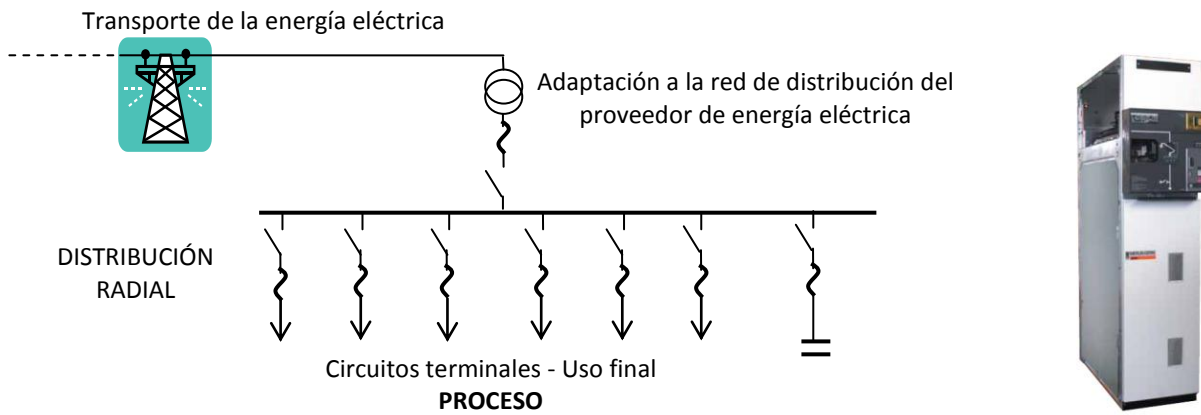 Transporte de la energía eléctrica
Adaptación a la red de distribución del
proveedor de energía eléctrica
DISTRIBUCIÓN
RADIAL
Circuitos terminales - Uso final
PROCESO